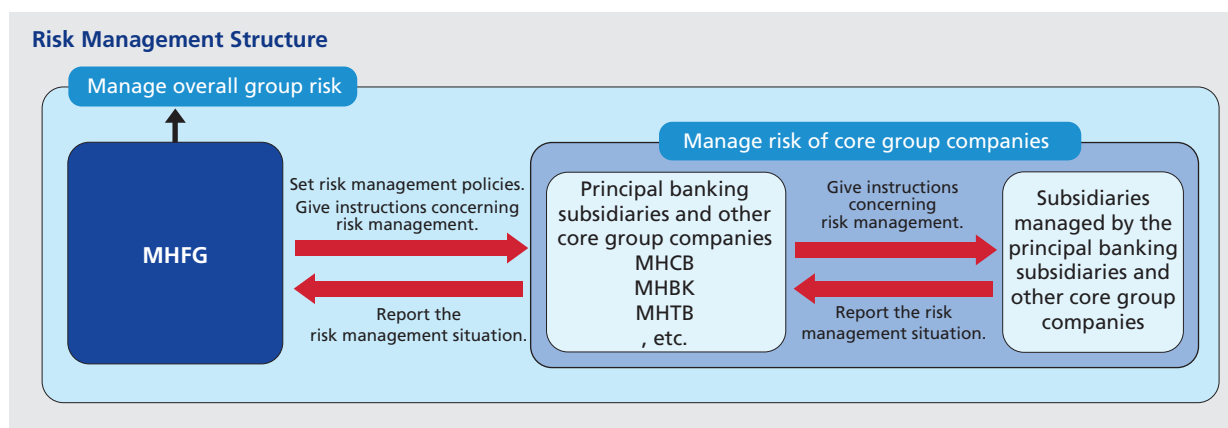 Risk Management Structure
Manage overall group risk
MHFG
Set risk management policies.
Give instructions concerning
risk management.
Report the
risk management situation.
Manage risk of core group companies
Principal banking
subsidiaries and other
core group companies
MHCB
MHBK
MHTB
, etc.
Give instructions
concerning
risk management.
Report the risk
management situation.
Subsidiaries
managed by the
principal banking
subsidiaries and
other core group
companies